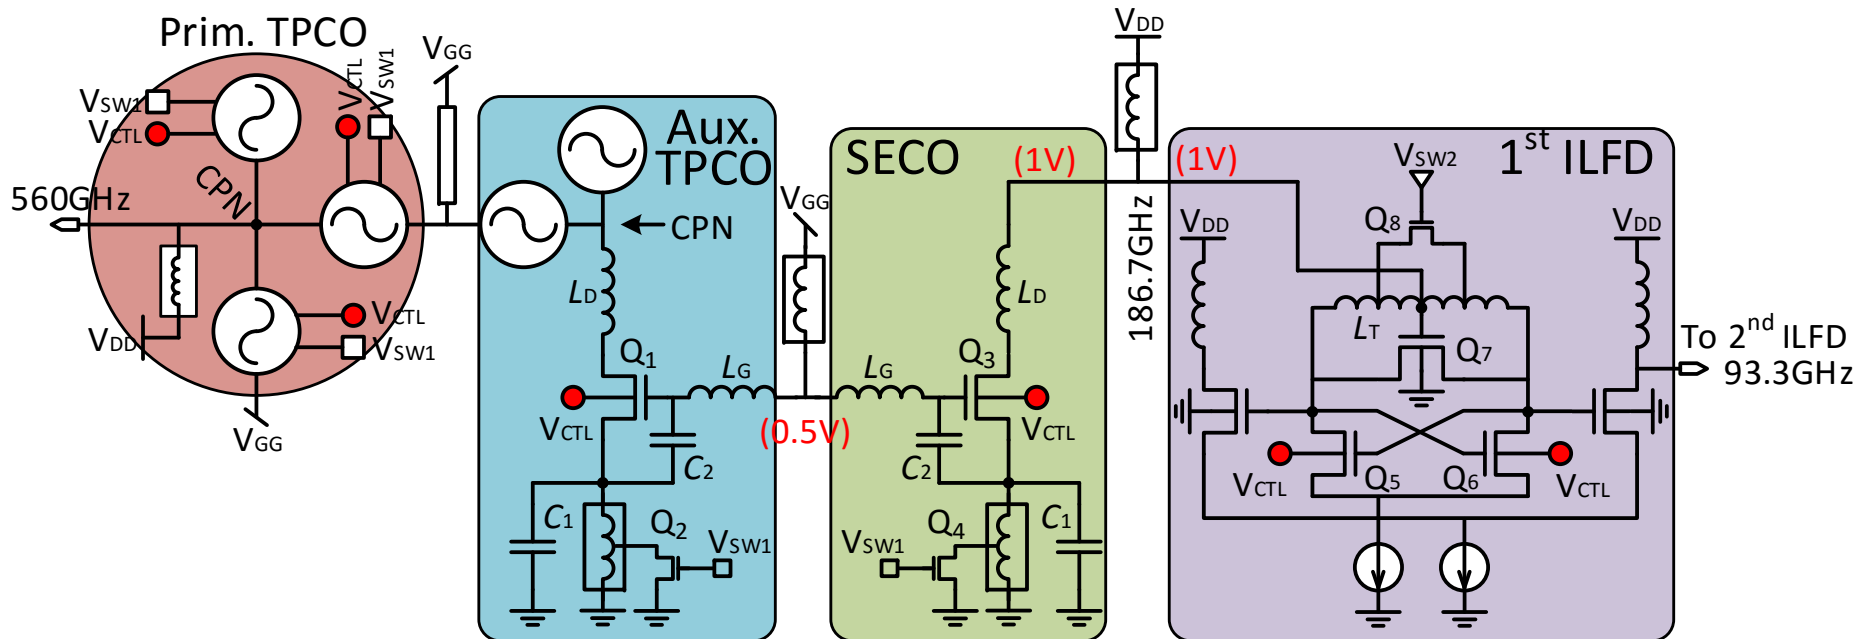 Prim. TPCO
VSW1
VCTL
VCTL
VSW1
CPN
560GHz
VDD
VCTL
VSW1
VGG
VGG
Aux.
TPCO
CPN
LD
Q1
LG
VCTL
C2
C1
Q2
VSW1
VGG
(0.5V)
SECO
(1V)
LD
Q3
LG
VCTL
C2
C1
Q4
VSW1
VDD
186.7GHz
(1V)
1st ILFD
VSW2
Q8
VDD
VDD
LT
Q7
VCTL
Q5
Q6
VCTL
To 2nd ILFD
93.3GHz